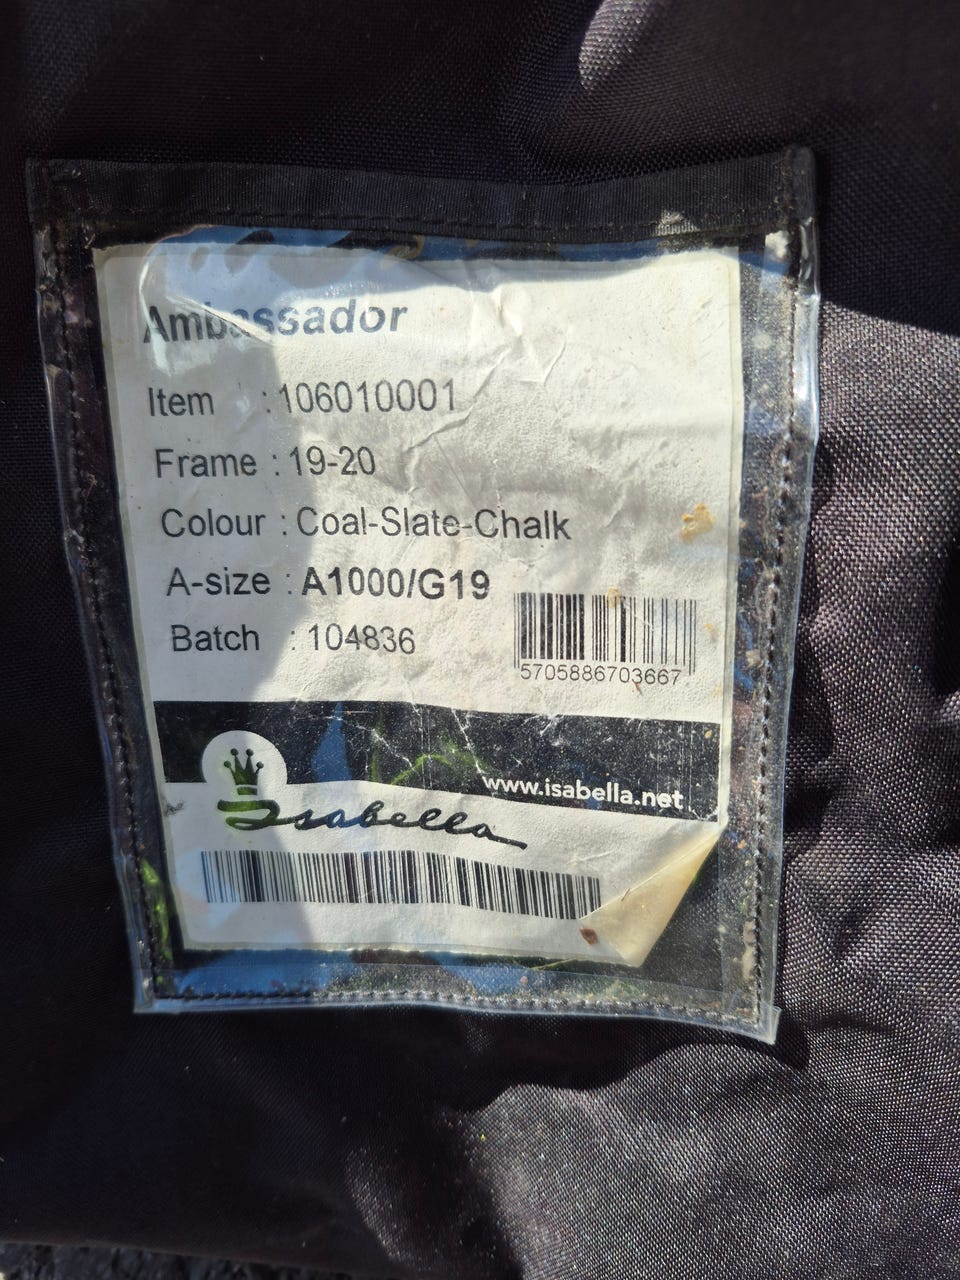 Ambassador
Item : 106010001
Frame : 19-20
Colour : Coal-Slate-Chalk
A-size : A1000/G19
Batch : 104836
5705886703667
www.isabella.net
Isabella